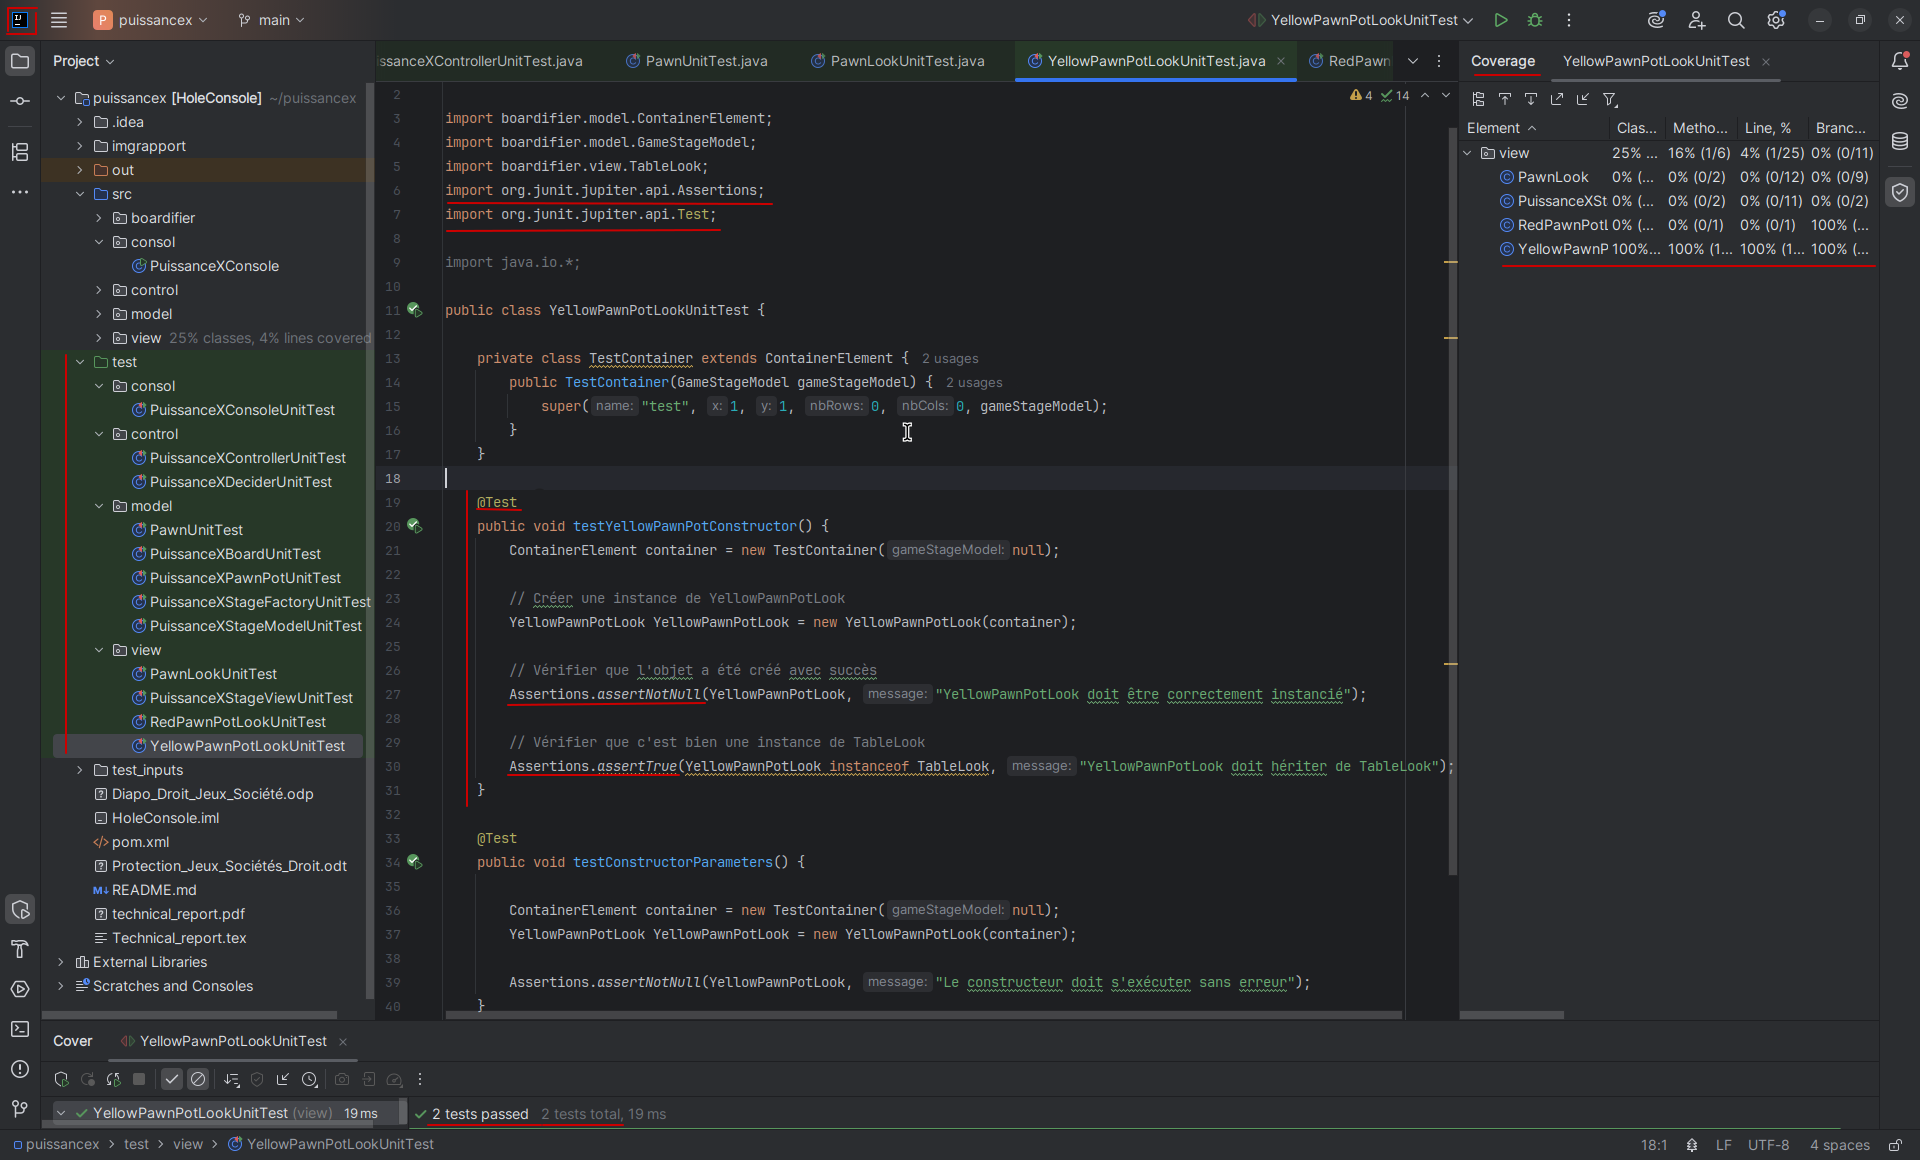 P puissancex main YellowPawnPotLookUnitTest
Project
ssanceXControllerUnitTest.java PawnUnitTest.java PawnLookUnitTest.java YellowPawnPotLookUnitTest.java RedPawn
Coverage YellowPawnPotLookUnitTest
puissancex [HoleConsole] ~/puissancex
.idea
imgrapport
out
src
boardifier
consol
PuissanceXConsole
control
model
view 25% classes, 4% lines covered
test
consol
PuissanceXConsoleUnitTest
control
PuissanceXControllerUnitTest
PuissanceXDeciderUnitTest
model
PawnUnitTest
PuissanceXBoardUnitTest
PuissanceXPawnPotUnitTest
PuissanceXStageFactoryUnitTest
PuissanceXStageModelUnitTest
view
PawnLookUnitTest
PuissanceXStageViewUnitTest
RedPawnPotLookUnitTest
YellowPawnPotLookUnitTest
test_inputs
Diapo_Droit_Jeux_Société.odp
HoleConsole.iml
pom.xml
Protection_Jeux_Sociétés_Droit.odt
README.md
technical_report.pdf
Technical_report.tex
External Libraries
Scratches and Consoles
4 14
2
3 import boardifier.model.ContainerElement;
4 import boardifier.model.GameStageModel;
5 import boardifier.view.TableLook;
6 import org.junit.jupiter.api.Assertions;
7 import org.junit.jupiter.api.Test;
8
9 import java.io.*;
10
11 public class YellowPawnPotLookUnitTest {
12
13 private class TestContainer extends ContainerElement { 2 usages
14 public TestContainer(GameStageModel gameStageModel) { 2 usages
15 super( name: "test", x: 1, y: 1, nbRows: 0, nbCols: 0, gameStageModel);
16 }
17 }
18
19 @Test
20 public void testYellowPawnPotConstructor() {
21 ContainerElement container = new TestContainer( gameStageModel: null);
22
23 // Créer une instance de YellowPawnPotLook
24 YellowPawnPotLook YellowPawnPotLook = new YellowPawnPotLook(container);
25
26 // Vérifier que l'objet a été créé avec succès
27 Assertions.assertNotNull(YellowPawnPotLook, message: "YellowPawnPotLook doit être correctement instancié");
28
29 // Vérifier que c'est bien une instance de TableLook
30 Assertions.assertTrue(YellowPawnPotLook instanceof TableLook, message: "YellowPawnPotLook doit hériter de TableLook");
31 }
32
33 @Test
34 public void testConstructorParameters() {
35
36 ContainerElement container = new TestContainer( gameStageModel: null);
37 YellowPawnPotLook YellowPawnPotLook = new YellowPawnPotLook(container);
38
39 Assertions.assertNotNull(YellowPawnPotLook, message: "Le constructeur doit s'exécuter sans erreur");
40 }
Element Clas... Metho... Line, % Branc...
view 25% ... 16% (1/6) 4% (1/25) 0% (0/11)
PawnLook 0% (... 0% (0/2) 0% (0/12) 0% (0/9)
PuissanceXSt 0% (... 0% (0/2) 0% (0/11) 0% (0/2)
RedPawnPotL 0% (... 0% (0/1) 0% (0/1) 100% (...
YellowPawnP 100%... 100% (1... 100% (1... 100% (...
Cover YellowPawnPotLookUnitTest
YellowPawnPotLookUnitTest (view) 19 ms
2 tests passed 2 tests total, 19 ms
puissancex > test > view > YellowPawnPotLookUnitTest
18:1 LF UTF-8 4 spaces